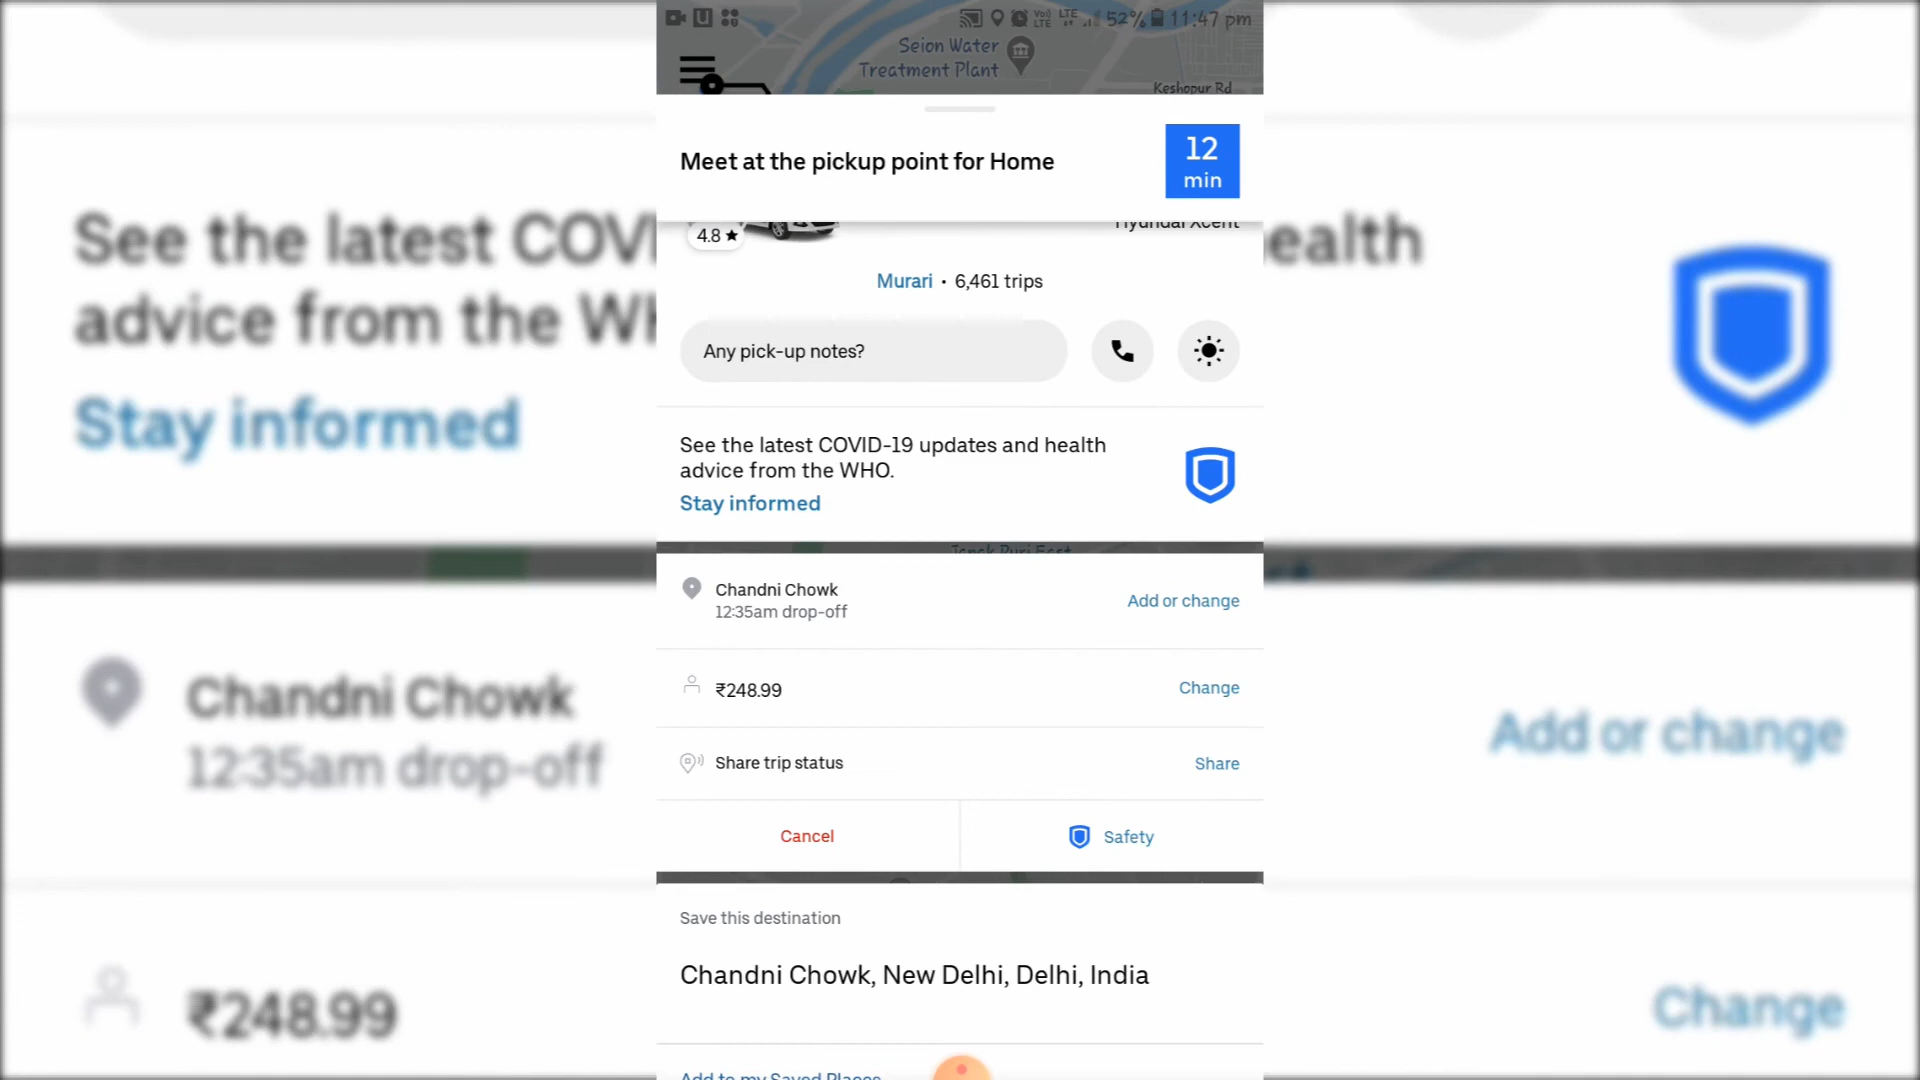 Vo))
LTE
LTE
52%
11:47 pm
Seion Water
Treatment Plant
Keshopur Rd
Meet at the pickup point for Home
12
min
4.8 ★
Hyundai Xcent
Murari • 6,461 trips
Any pick-up notes?
See the latest COVID-19 updates and health
advice from the WHO.
Stay informed
Janak Puri East
Chandni Chowk
12:35am drop-off
Add or change
₹248.99
Change
Share trip status
Share
Cancel
Safety
Save this destination
Chandni Chowk, New Delhi, Delhi, India
Add to my Saved Places
See the latest COVI
ealth
advice from the WH
Stay informed
Chandni Chowk
12:35am drop-off
Add or change
₹248.99
Change